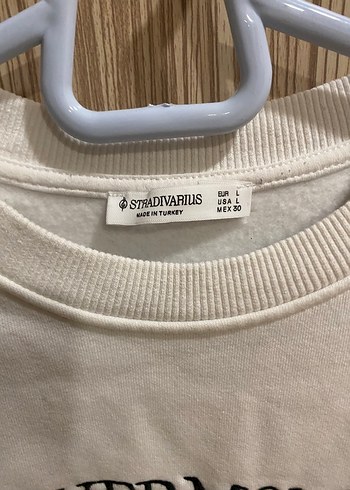 STRADIVARIUS
MADE IN TURKEY
EUR L
USA L
MEX 30